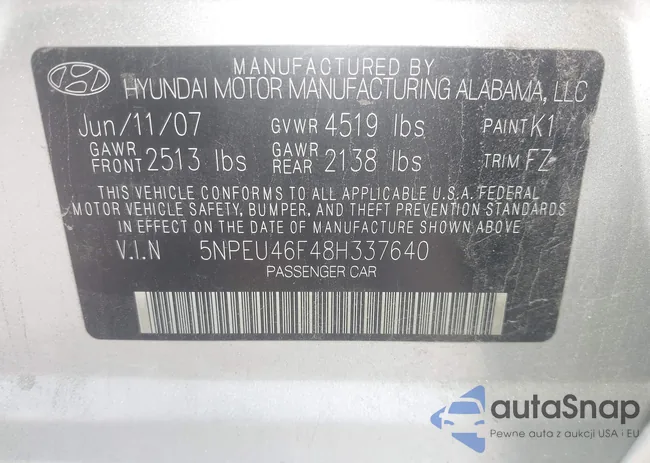 MANUFACTURED BY
HYUNDAI MOTOR MANUFACTURING ALABAMA, LLC
Jun/11/07 GVWR 4519 lbs PAINT K1
GAWR FRONT 2513 lbs GAWR REAR 2138 lbs TRIM FZ
THIS VEHICLE CONFORMS TO ALL APPLICABLE U.S.A. FEDERAL
MOTOR VEHICLE SAFETY, BUMPER, AND THEFT PREVENTION STANDARDS
IN EFFECT ON THE DATE OF MANUFACTURE SHOWN ABOVE
V.I.N 5NPEU46F48H337640
PASSENGER CAR
autaSnap
Pewne auta z aukcji USA i EU